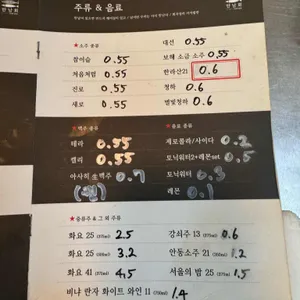 주류 & 음료
★ 소주 종류
참이슬 0.55
처음처럼 0.55
진로 0.55
새로 0.55
대선 0.55
보해 소금 소주 0.55
한라산21 0.6
청하 0.6
별빛청하 0.6
★ 맥주 종류
테라 0.55
켈리 0.55
아사히 생맥주 0.7
★ 음료 종류
제로콜라/사이다 0.2
토닉워터2+레몬set 0.5
토닉워터 0.3
레몬 0.1
화요 25 (375ml) 2.5
화요 25 3.2
화요 41 4.5
비냐 란자 화이트 와인 11 (750ml) 1.4
강쇠주 13 (375ml) 0.6
안동소주 21 1.2
서울의 밤 25 1.5